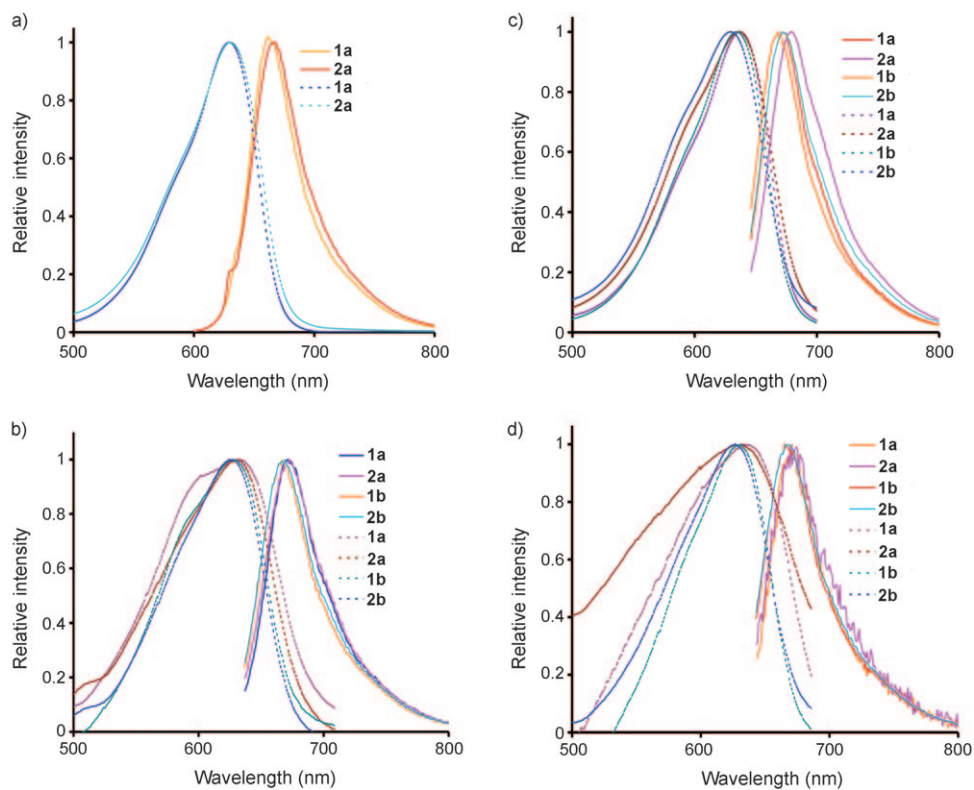 a)
Relative intensity
1
0.8
0.6
0.4
0.2
0
500
600
700
800
Wavelength (nm)
1a
2a
1a
2a
c)
Relative intensity
1
0.8
0.6
0.4
0.2
0
500
600
700
800
Wavelength (nm)
1a
2a
1b
2b
1a
2a
1b
2b
b)
Relative intensity
1
0.8
0.6
0.4
0.2
0
500
600
700
800
Wavelength (nm)
1a
2a
1b
2b
1a
2a
1b
2b
d)
Relative intensity
1
0.8
0.6
0.4
0.2
0
500
600
700
800
Wavelength (nm)
1a
2a
1b
2b
1a
2a
1b
2b